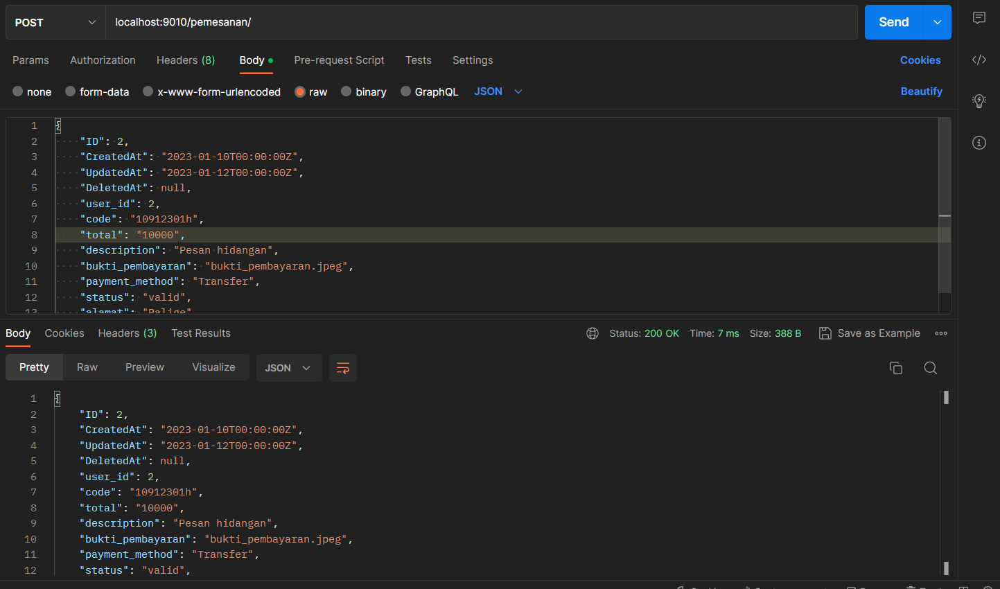 POST localhost:9010/pemesanan/ Send
Params Authorization Headers (8) Body Pre-request Script Tests Settings Cookies
none form-data x-www-form-urlencoded raw binary GraphQL JSON Beautify
1 {
2 "ID": 2,
3 "CreatedAt": "2023-01-10T00:00:00Z",
4 "UpdatedAt": "2023-01-12T00:00:00Z",
5 "DeletedAt": null,
6 "user_id": 2,
7 "code": "10912301h",
8 "total": "10000",
9 "description": "Pesan hidangan",
10 "bukti_pembayaran": "bukti_pembayaran.jpeg",
11 "payment_method": "Transfer",
12 "status": "valid",
13 "alamat": "Balige"
Body Cookies Headers (3) Test Results Status: 200 OK Time: 7 ms Size: 388 B Save as Example
Pretty Raw Preview Visualize JSON
1 {
2 "ID": 2,
3 "CreatedAt": "2023-01-10T00:00:00Z",
4 "UpdatedAt": "2023-01-12T00:00:00Z",
5 "DeletedAt": null,
6 "user_id": 2,
7 "code": "10912301h",
8 "total": "10000",
9 "description": "Pesan hidangan",
10 "bukti_pembayaran": "bukti_pembayaran.jpeg",
11 "payment_method": "Transfer",
12 "status": "valid",